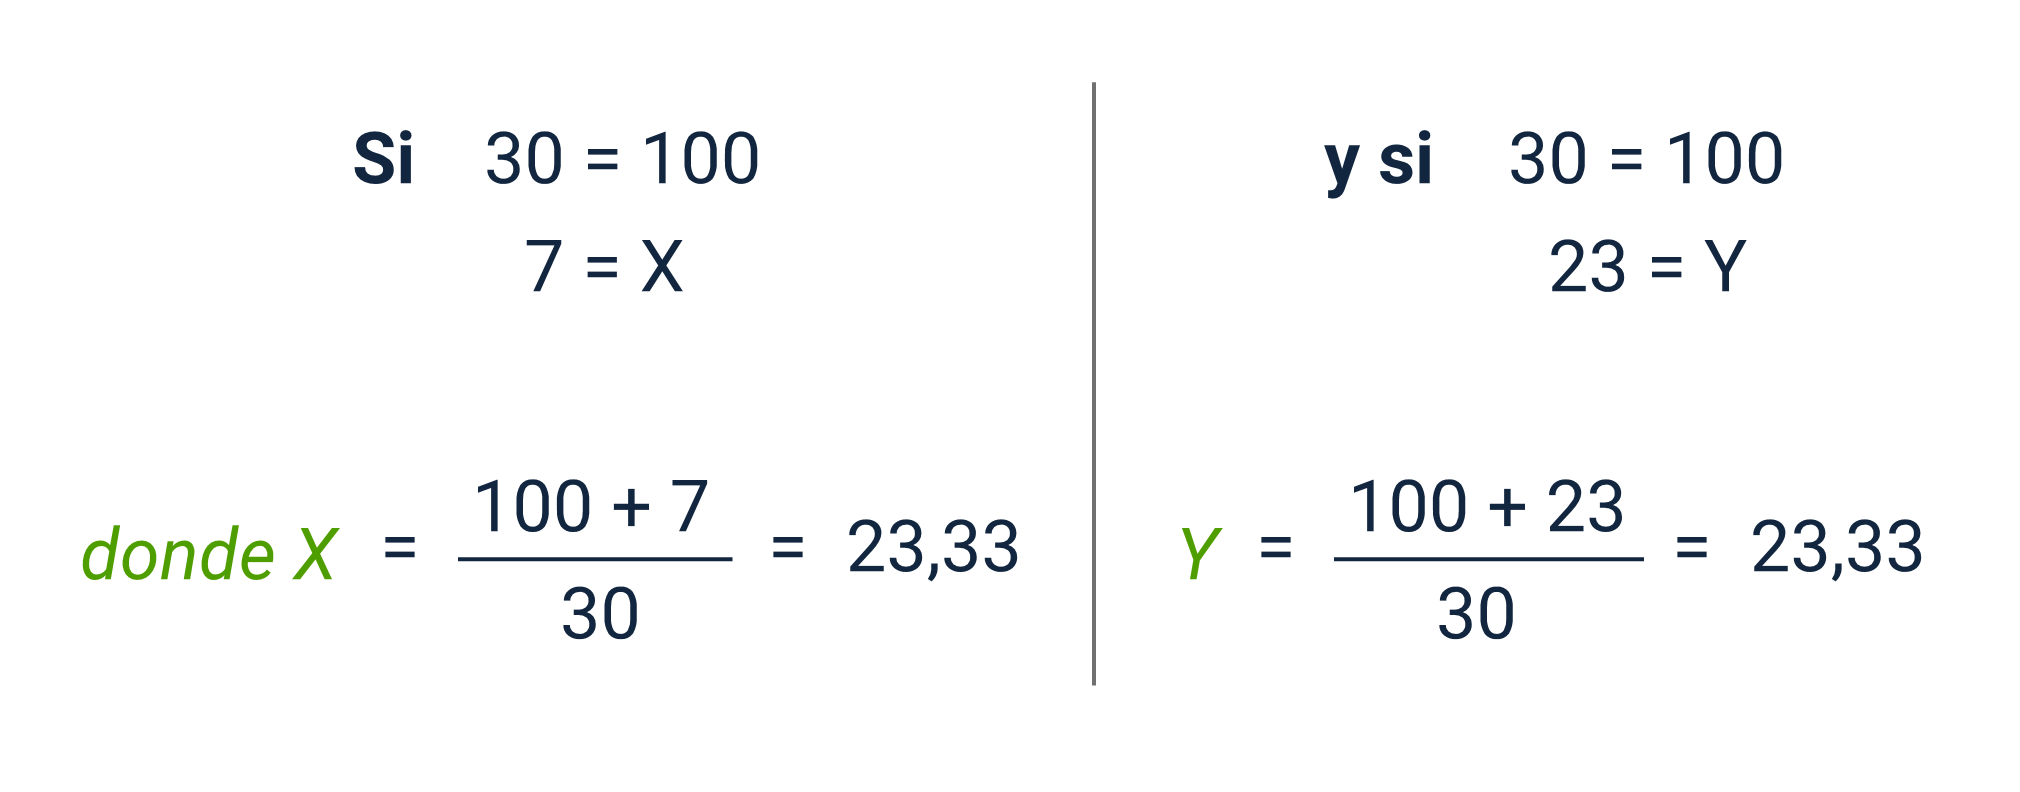 Si 30 = 100
7 = X
donde X = 100 + 7 = 23,33
30
y si 30 = 100
23 = Y
Y = 100 + 23 = 23,33
30